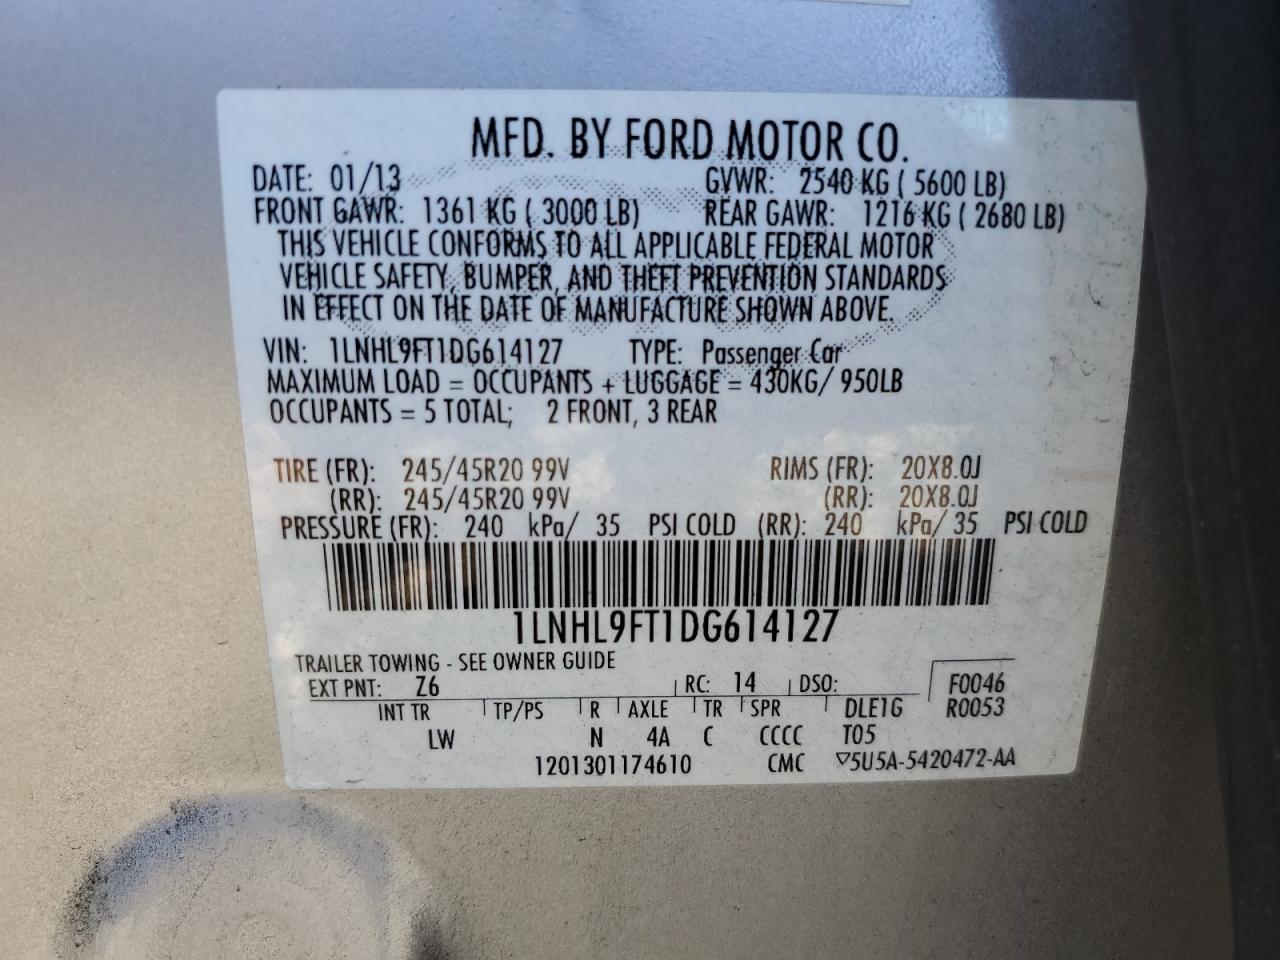 MFD. BY FORD MOTOR CO.
DATE: 01/13 GVWR: 2540 KG ( 5600 LB)
FRONT GAWR: 1361 KG ( 3000 LB) REAR GAWR: 1216 KG ( 2680 LB)
THIS VEHICLE CONFORMS TO ALL APPLICABLE FEDERAL MOTOR
VEHICLE SAFETY, BUMPER, AND THEFT PREVENTION STANDARDS
IN EFFECT ON THE DATE OF MANUFACTURE SHOWN ABOVE.
VIN: 1LNHL9FT1DG614127 TYPE: Passenger Car
MAXIMUM LOAD = OCCUPANTS + LUGGAGE = 430KG/ 950LB
OCCUPANTS = 5 TOTAL; 2 FRONT, 3 REAR
TIRE (FR): 245/45R20 99V RIMS (FR): 20X8.0J
(RR): 245/45R20 99V (RR): 20X8.0J
PRESSURE (FR): 240 kPa/ 35 PSI COLD (RR): 240 kPa/ 35 PSI COLD
1LNHL9FT1DG614127
TRAILER TOWING - SEE OWNER GUIDE
EXT PNT: Z6 RC: 14 DSO: F0046
INT TR TP/PS R AXLE TR SPR DLE1G R0053
LW N 4A C CCCC T05
1201301174610 CMC ▽5U5A-5420472-AA